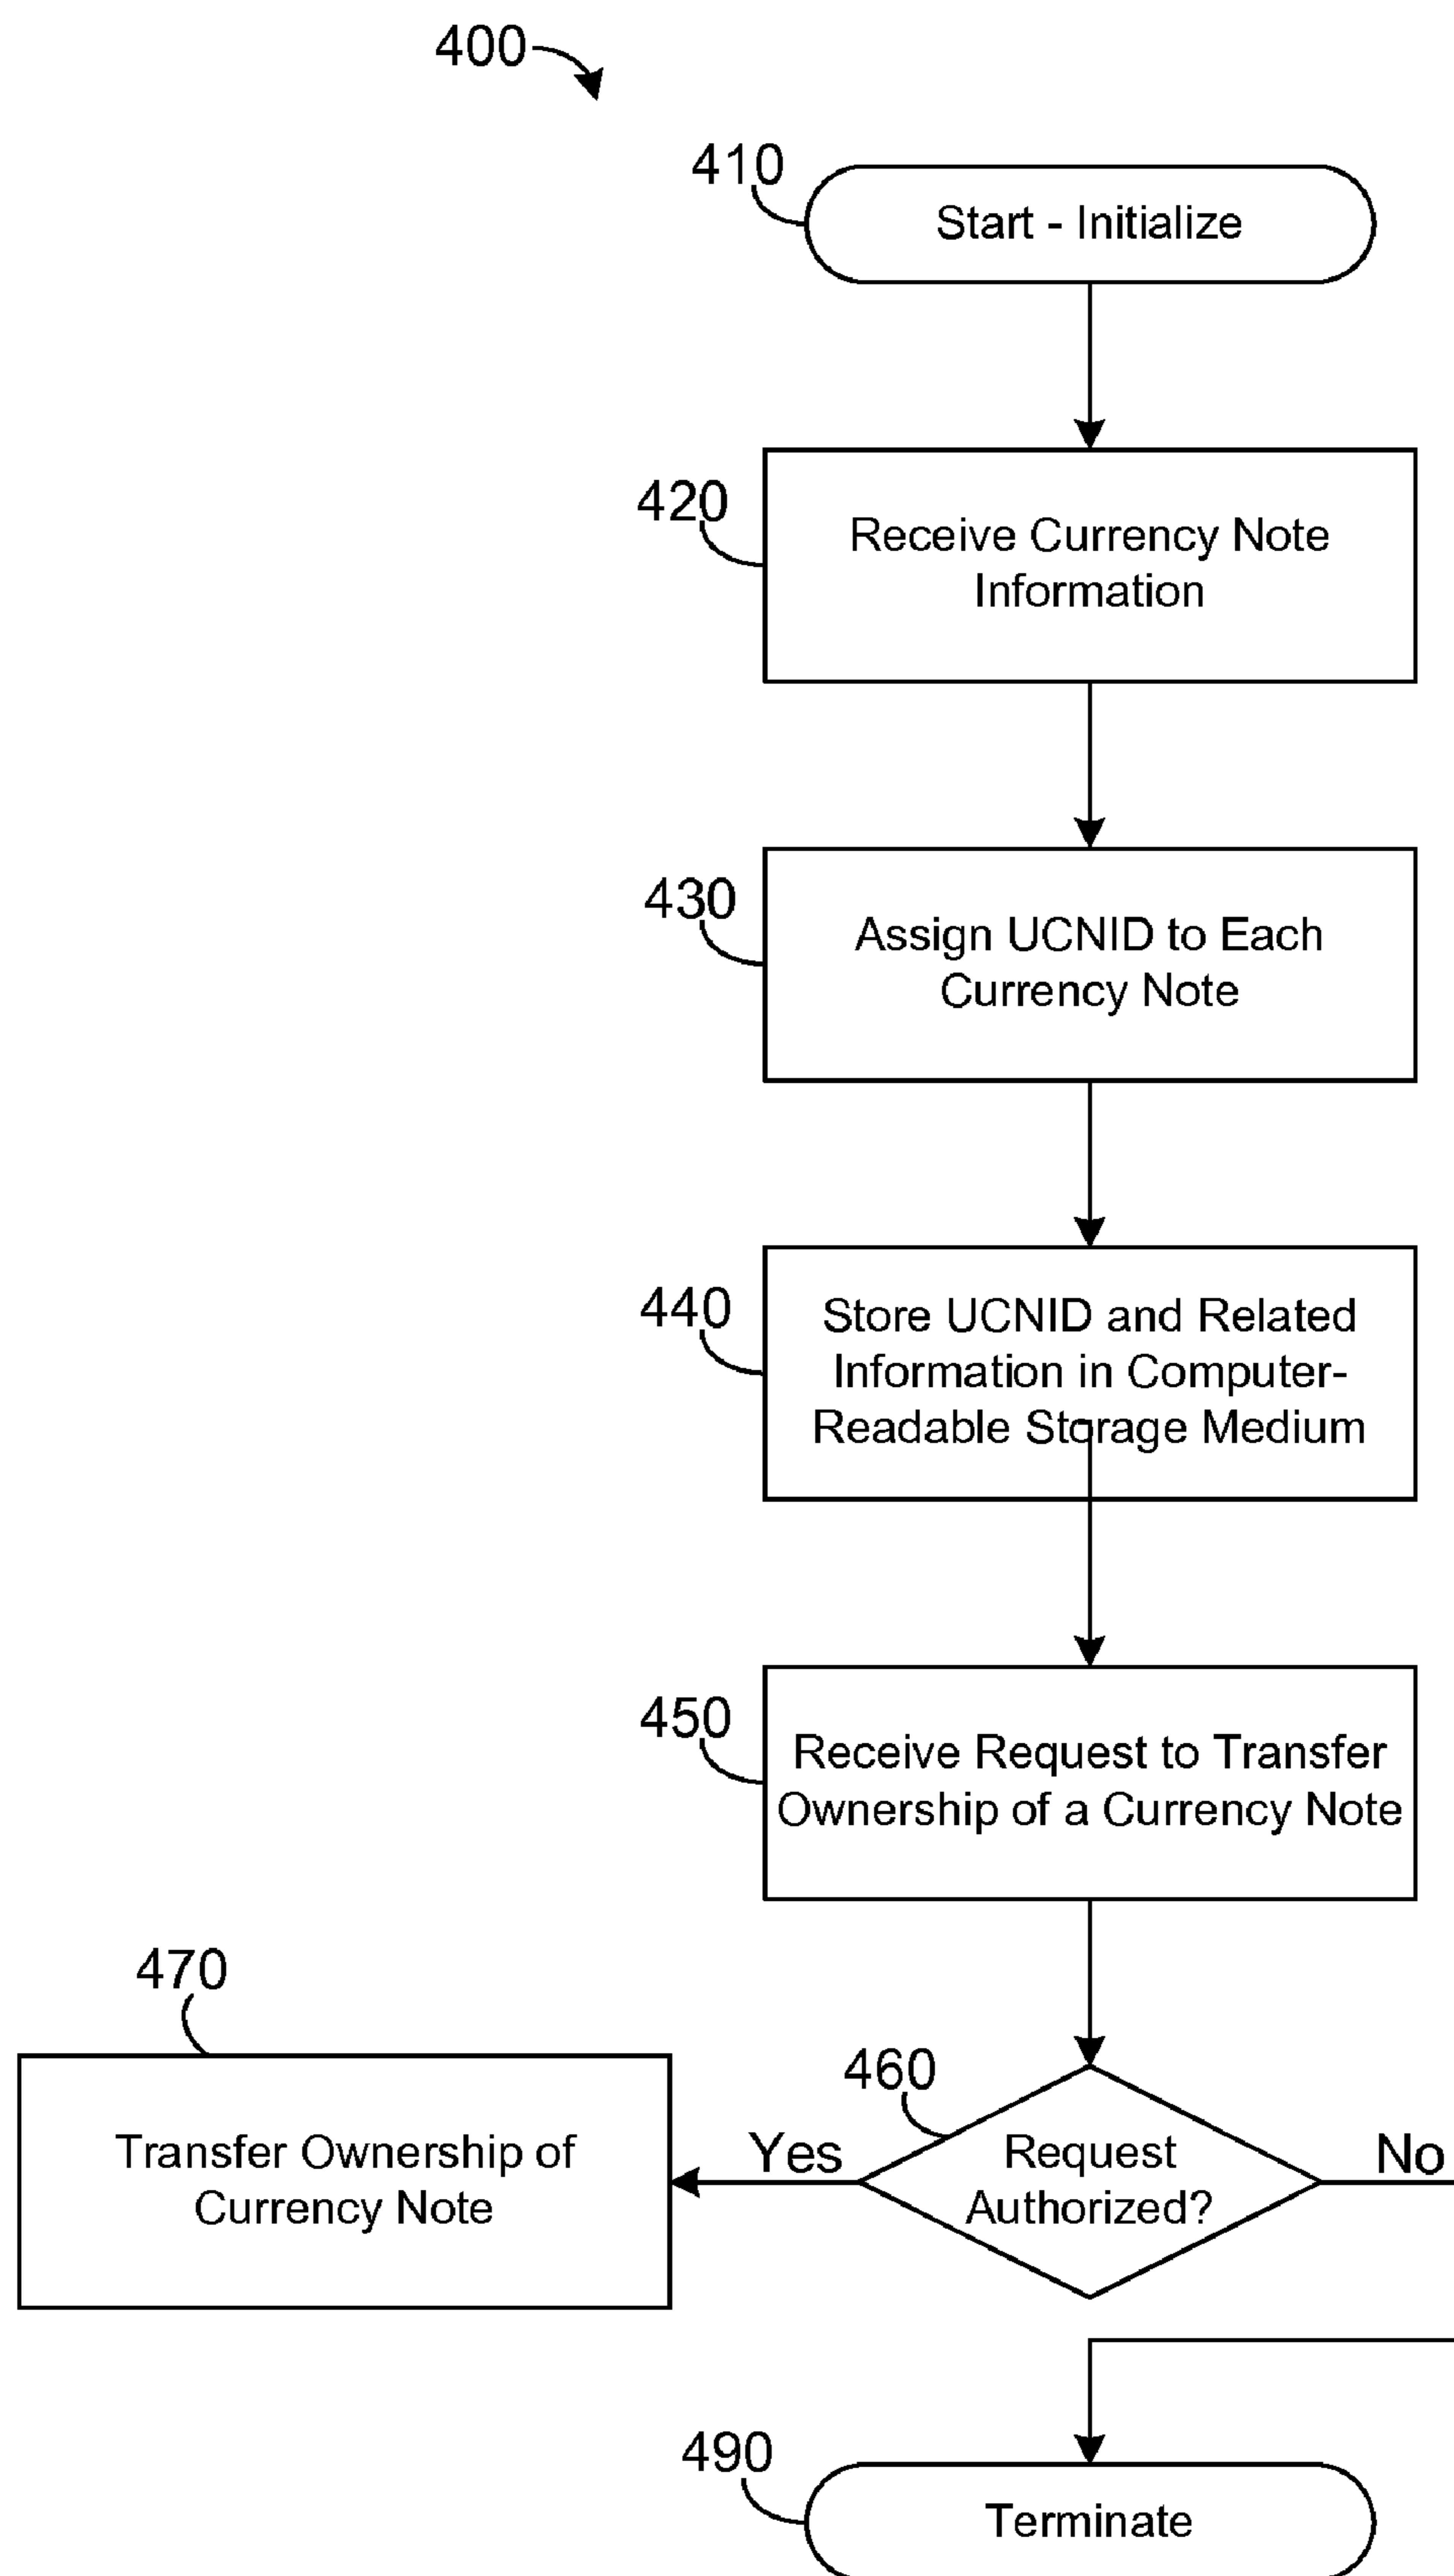 400
410
Start - Initialize
420
Receive Currency Note
Information
430
Assign UCNID to Each
Currency Note
440
Store UCNID and Related
Information in Computer-
Readable Storage Medium
450
Receive Request to Transfer
Ownership of a Currency Note
470
Transfer Ownership of
Currency Note
460
Yes
Request
Authorized?
No
490
Terminate